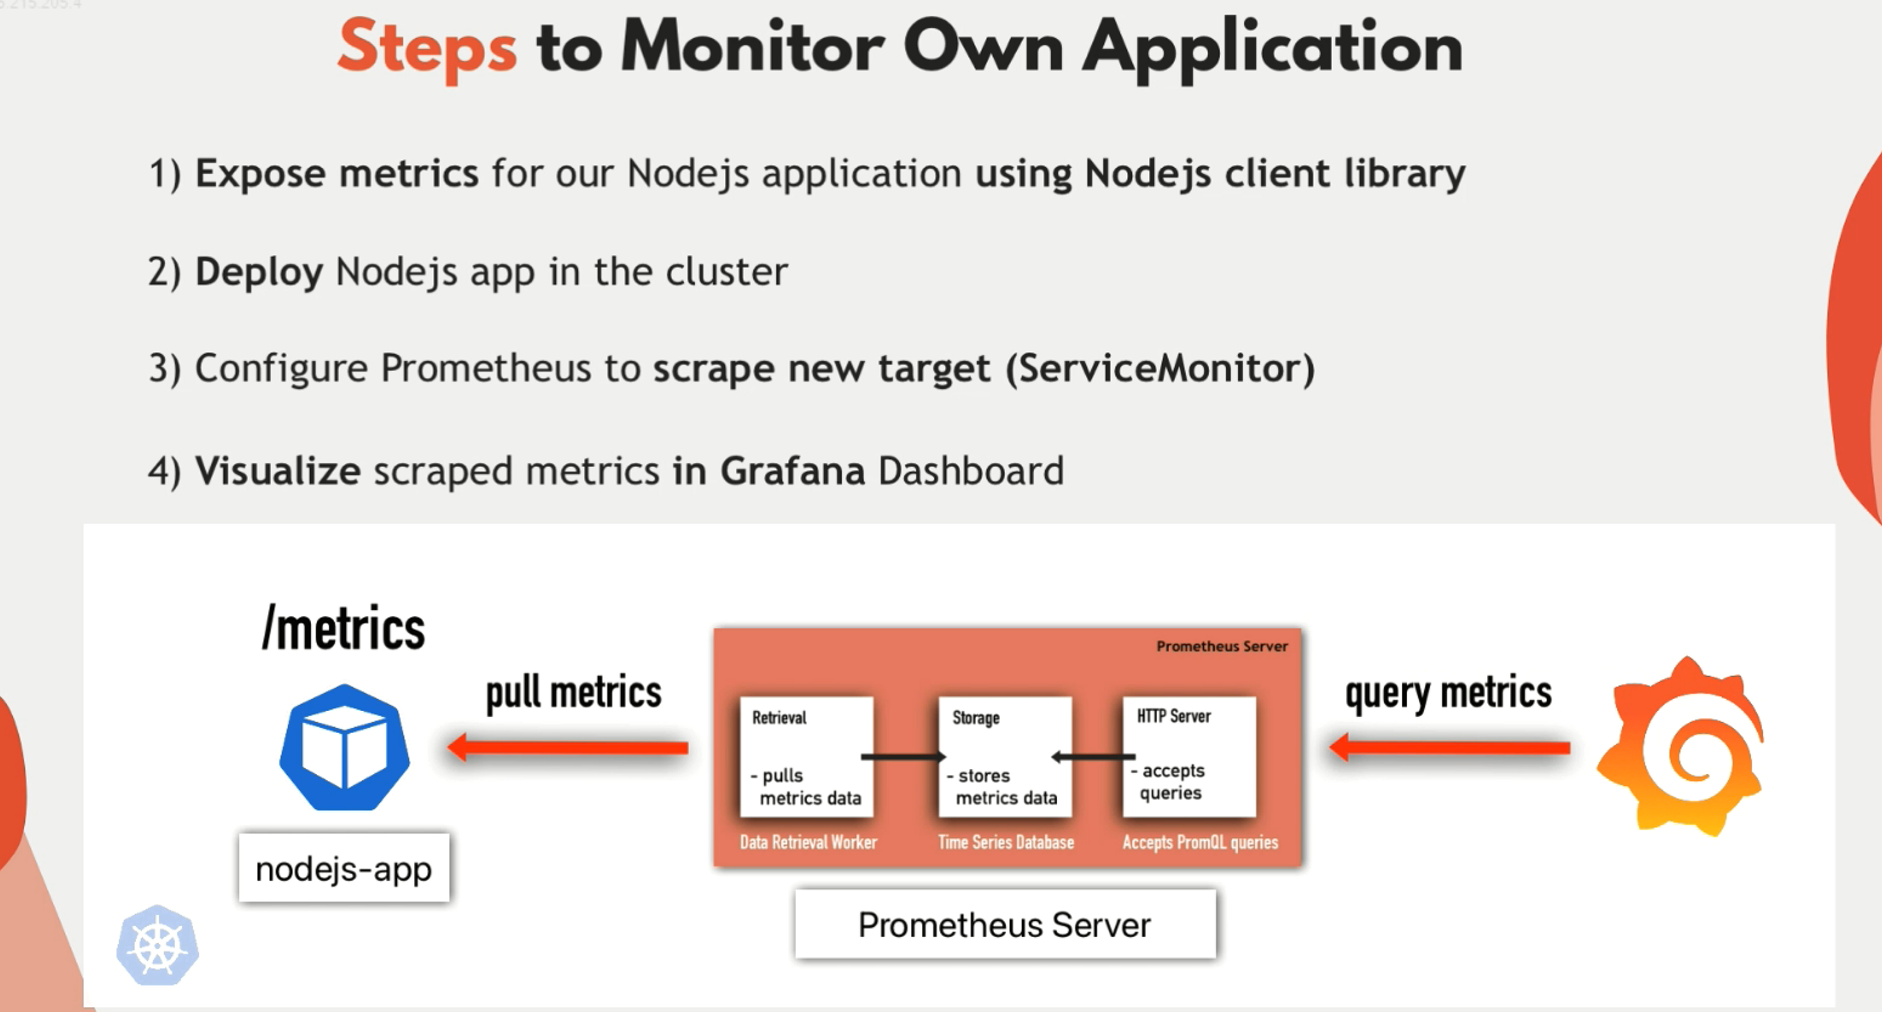 Steps to Monitor Own Application
1) Expose metrics for our Nodejs application using Nodejs client library
2) Deploy Nodejs app in the cluster
3) Configure Prometheus to scrape new target (ServiceMonitor)
4) Visualize scraped metrics in Grafana Dashboard
/metrics
pull metrics
nodejs-app
Prometheus Server
Retrieval
- pulls
metrics data
Data Retrieval Worker
Storage
- stores
metrics data
Time Series Database
HTTP Server
- accepts
queries
Accepts PromQL queries
Prometheus Server
query metrics